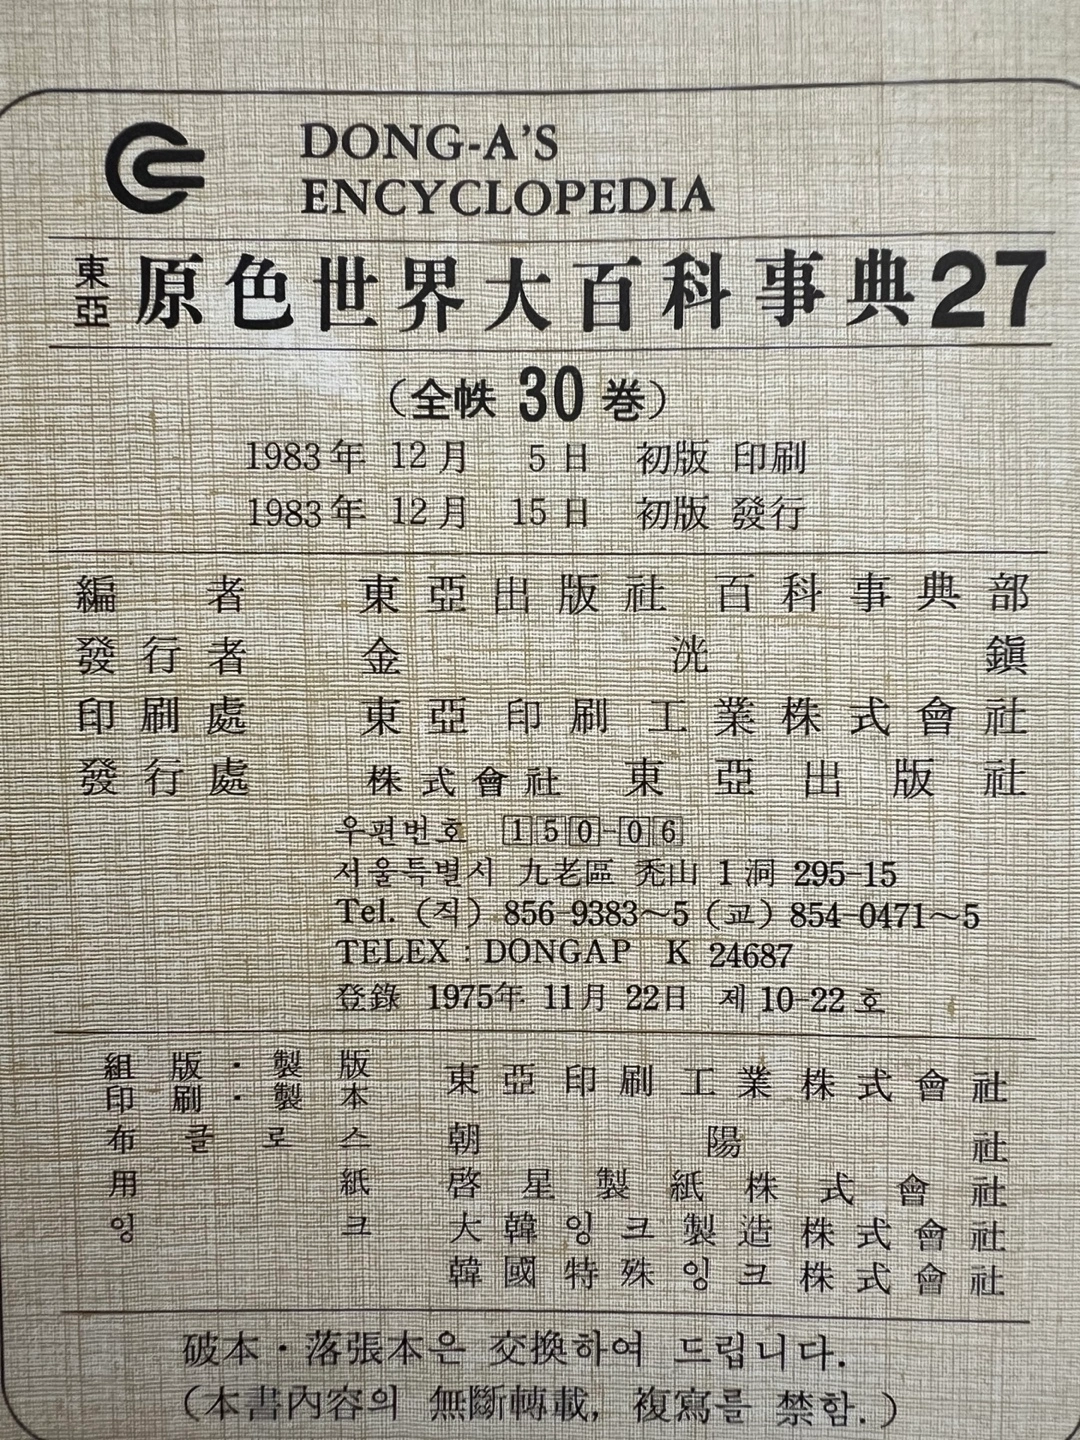 DONG-A'S
ENCYCLOPEDIA
東亞 原色世界大百科事典27
(全帙 30 巻)
1983年 12月 5日 初版 印刷
1983年 12月 15日 初版 發行
編者 東亞出版社 百科事典部
發行者 金洸鎭
印刷處 東亞印刷工業株式會社
發行處 株式會社 東亞出版社
우편번호 150-06
서울특별시 九老區 禿山 1洞 295-15
Tel. (직) 856-9383~5 (교) 854-0471~5
TELEX : DONGAP K 24687
登錄 1975年 11月 22日 제 10-22 호
組版·製版
印刷·製本 東亞印刷工業株式會社
布클로스 朝陽社
用紙 啓星製紙株式會社
잉크 大韓잉크製造株式會社
韓國特殊잉크株式會社
破本·落張本은 交換하여 드립니다.
(本書內容의 無斷轉載, 複寫를 禁함.)